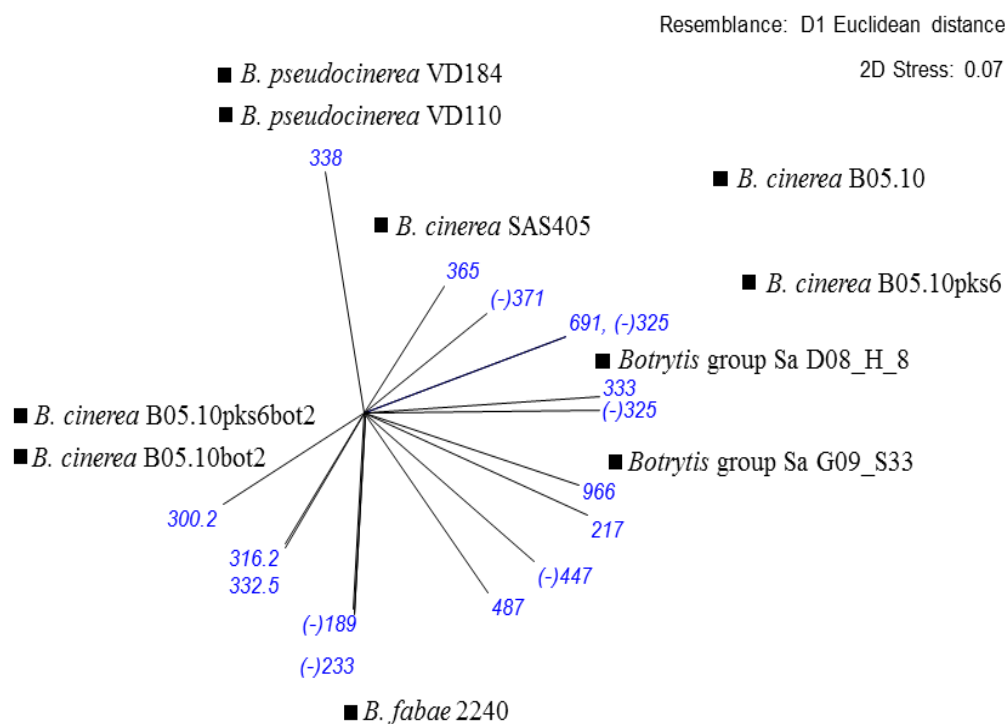 Resemblance: D1 Euclidean distance
2D Stress: 0.07
B. pseudocinerea VD184
B. pseudocinerea VD110
338
B. cinerea B05.10
B. cinerea SAS405
365
B. cinerea B05.10pks6
(-)371
691, (-)325
Botrytis group Sa D08_H_8
333
(-)325
B. cinerea B05.10pks6bot2
B. cinerea B05.10bot2
Botrytis group Sa G09_S33
966
300.2
217
316.2
(-)447
332.5
487
(-)189
(-)233
B. fabae 2240